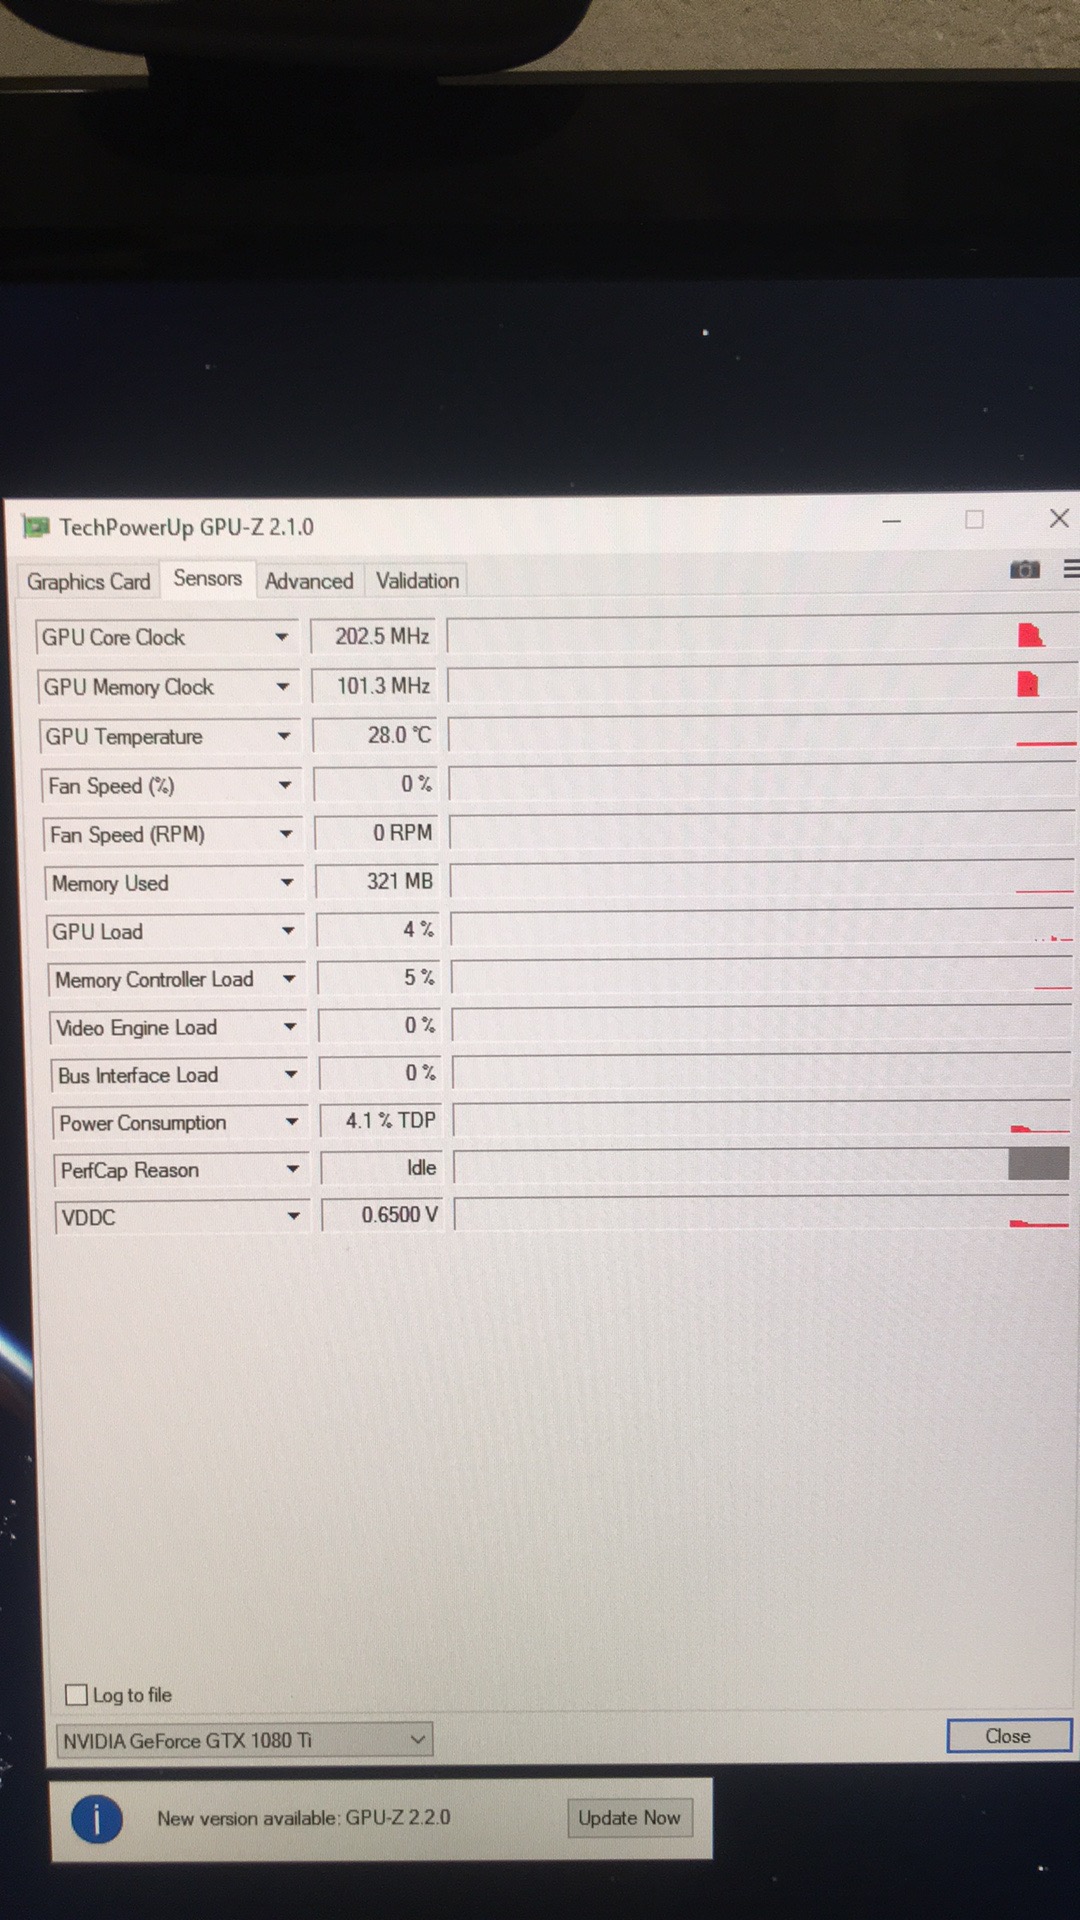 TechPowerUp GPU-Z 2.1.0
Graphics Card Sensors Advanced Validation
GPU Core Clock 202.5 MHz
GPU Memory Clock 101.3 MHz
GPU Temperature 28.0 °C
Fan Speed (%) 0 %
Fan Speed (RPM) 0 RPM
Memory Used 321 MB
GPU Load 4 %
Memory Controller Load 5 %
Video Engine Load 0 %
Bus Interface Load 0 %
Power Consumption 4.1 % TDP
PerfCap Reason Idle
VDDC 0.6500 V
Log to file
NVIDIA GeForce GTX 1080 Ti Close
New version available: GPU-Z 2.2.0 Update Now